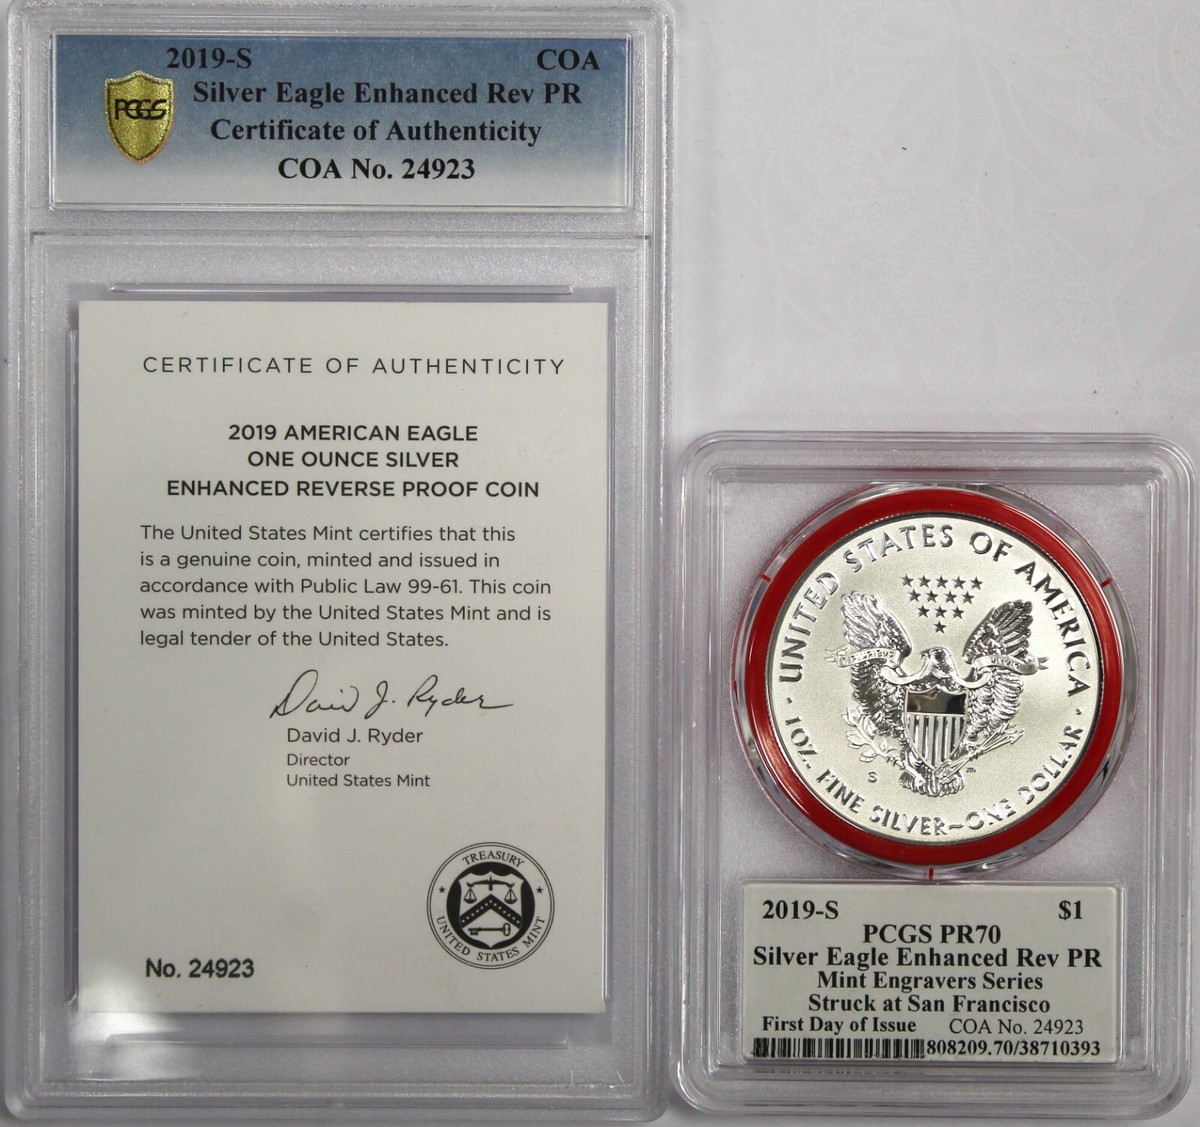 2019-S COA
PCGS
Silver Eagle Enhanced Rev PR
Certificate of Authenticity
COA No. 24923
CERTIFICATE OF AUTHENTICITY
2019 AMERICAN EAGLE
ONE OUNCE SILVER
ENHANCED REVERSE PROOF COIN
The United States Mint certifies that this
is a genuine coin, minted and issued in
accordance with Public Law 99-61. This coin
was minted by the United States Mint and is
legal tender of the United States.
David J. Ryder
David J. Ryder
Director
United States Mint
TREASURY
UNITED STATES MINT
No. 24923
UNITED STATES OF AMERICA
S
1 OZ. FINE SILVER~ONE DOLLAR
2019-S $1
PCGS PR70
Silver Eagle Enhanced Rev PR
Mint Engravers Series
Struck at San Francisco
First Day of Issue COA No. 24923
808209.70/38710393